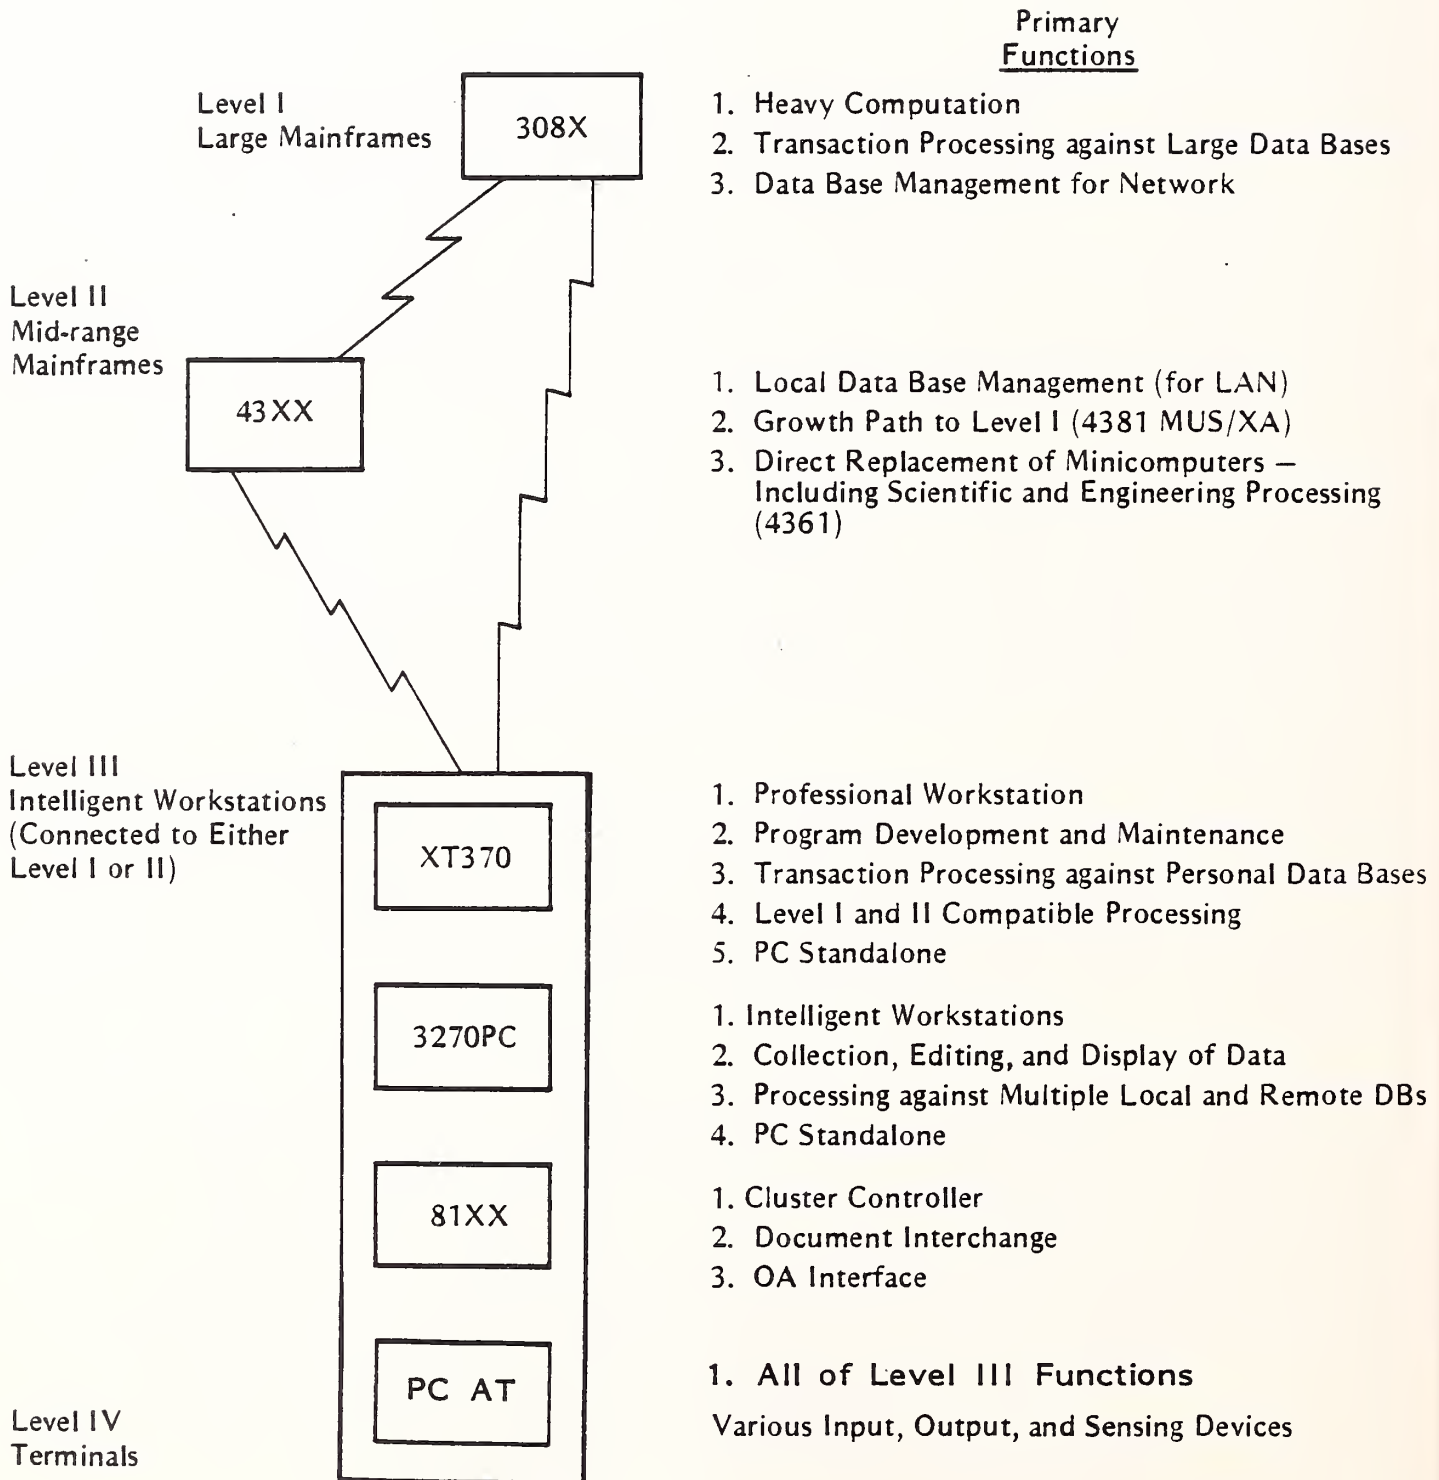 Primary
Functions
Level I
Large Mainframes
308X
1. Heavy Computation
2. Transaction Processing against Large Data Bases
3. Data Base Management for Network
Level II
Mid-range
Mainframes
43XX
1. Local Data Base Management (for LAN)
2. Growth Path to Level I (4381 MUS/XA)
3. Direct Replacement of Minicomputers –
Including Scientific and Engineering Processing
(4361)
Level III
Intelligent Workstations
(Connected to Either
Level I or II)
XT370
1. Professional Workstation
2. Program Development and Maintenance
3. Transaction Processing against Personal Data Bases
4. Level I and II Compatible Processing
5. PC Standalone
3270PC
1. Intelligent Workstations
2. Collection, Editing, and Display of Data
3. Processing against Multiple Local and Remote DBs
4. PC Standalone
81XX
1. Cluster Controller
2. Document Interchange
3. OA Interface
PC AT
1. All of Level III Functions
Level IV
Terminals
Various Input, Output, and Sensing Devices